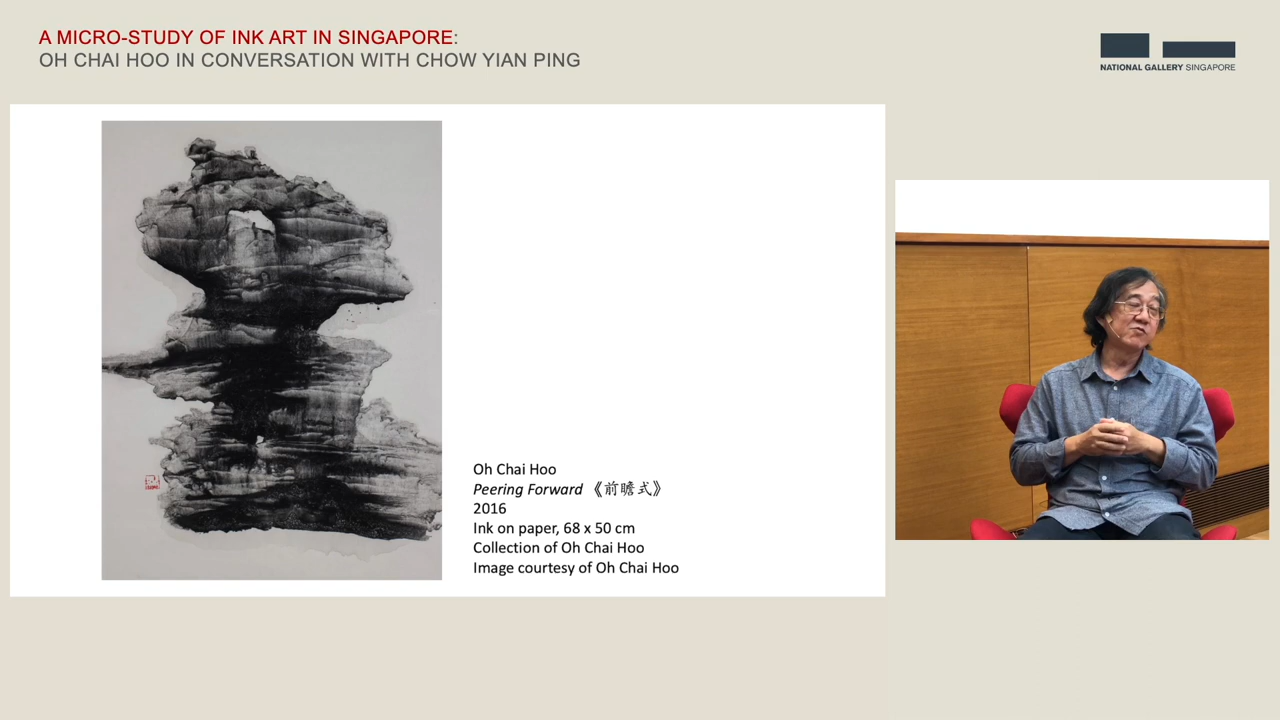 A MICRO-STUDY OF INK ART IN SINGAPORE:
OH CHAI HOO IN CONVERSATION WITH CHOW YIAN PING
NATIONAL GALLERY SINGAPORE
Oh Chai Hoo
Peering Forward 《前瞻式》
2016
Ink on paper, 68 x 50 cm
Collection of Oh Chai Hoo
Image courtesy of Oh Chai Hoo